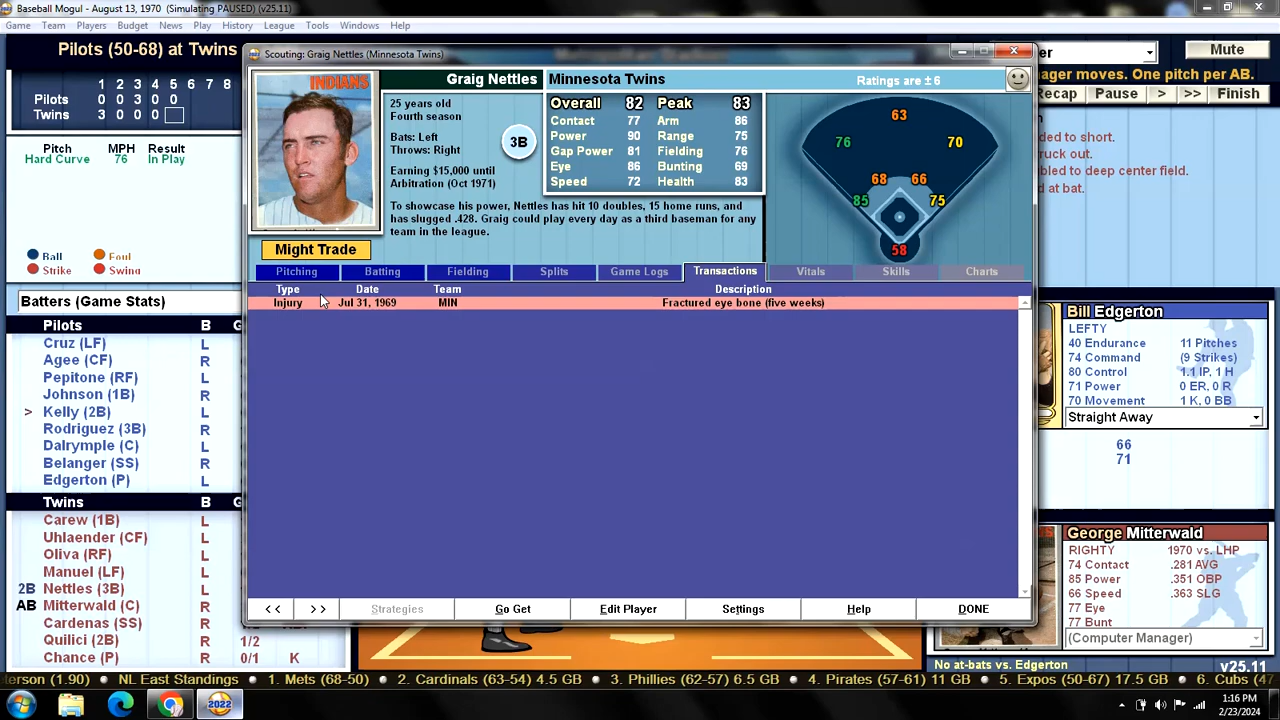 Baseball Mogul - August 13, 1970 (Simulating PAUSED) (v25.11)
Game Team Players Budget News Play History League Tools Windows Help
Pilots (50-68) at Twins
Mute
1 2 3 4 5 6 7 8
Pilots 0 0 3 0 0
Twins 3 0 0 0
nager moves. One pitch per AB.
Recap Pause > >> Finish
Pitch MPH Result
Hard Curve 76 In Play
Ball Foul
Strike Swing
Batters (Game Stats)
Pilots B
Cruz (LF) L
Agee (CF) R
Pepitone (RF) L
Johnson (1B) R
> Kelly (2B) L
Rodriguez (3B) R
Dalrymple (C) L
Belanger (SS) R
Edgerton (P) L
Twins B
Carew (1B) L
Uhlaender (CF) L
Oliva (RF) L
Manuel (LF) L
2B Nettles (3B) L
AB Mitterwald (C) R
Cardenas (SS) R
Quilici (2B) R 1/2
Chance (P) R 0/1 K
Scouting: Graig Nettles (Minnesota Twins)
INDIANS
Graig Nettles
Minnesota Twins
Ratings are ± 6
25 years old
Fourth season
Bats: Left
Throws: Right
Earning $15,000 until
Arbitration (Oct 1971)
3B
Overall 82 Peak 83
Contact 77 Arm 86
Power 90 Range 75
Gap Power 81 Fielding 76
Eye 86 Bunting 69
Speed 72 Health 83
To showcase his power, Nettles has hit 10 doubles, 15 home runs, and
has slugged .428. Graig could play every day as a third baseman for any
team in the league.
63
76 70
68 66
85 75
58
Might Trade
Pitching Batting Fielding Splits Game Logs Transactions Vitals Skills Charts
Type Date Team Description
Injury Jul 31, 1969 MIN Fractured eye bone (five weeks)
<< >> Strategies Go Get Edit Player Settings Help DONE
ded to short.
ruck out.
bled to deep center field.
d at bat.
Bill Edgerton
LEFTY
40 Endurance 11 Pitches
74 Command (9 Strikes)
80 Control 1.1 IP, 1 H
71 Power 0 ER, 0 R
70 Movement 1 K, 0 BB
Straight Away
66
71
George Mitterwald
RIGHTY 1970 vs. LHP
74 Contact .281 AVG
85 Power .351 OBP
66 Speed .363 SLG
77 Eye
77 Bunt
(Computer Manager)
No at-bats vs. Edgerton
v25.11
terson (1.90) NL East Standings 1. Mets (68-50) 2. Cardinals (63-54) 4.5 GB 3. Phillies (62-57) 6.5 GB 4. Pirates (57-61) 11 GB 5. Expos (50-67) 17.5 GB 6. Cubs (47
2022
1:16 PM
2/23/2024